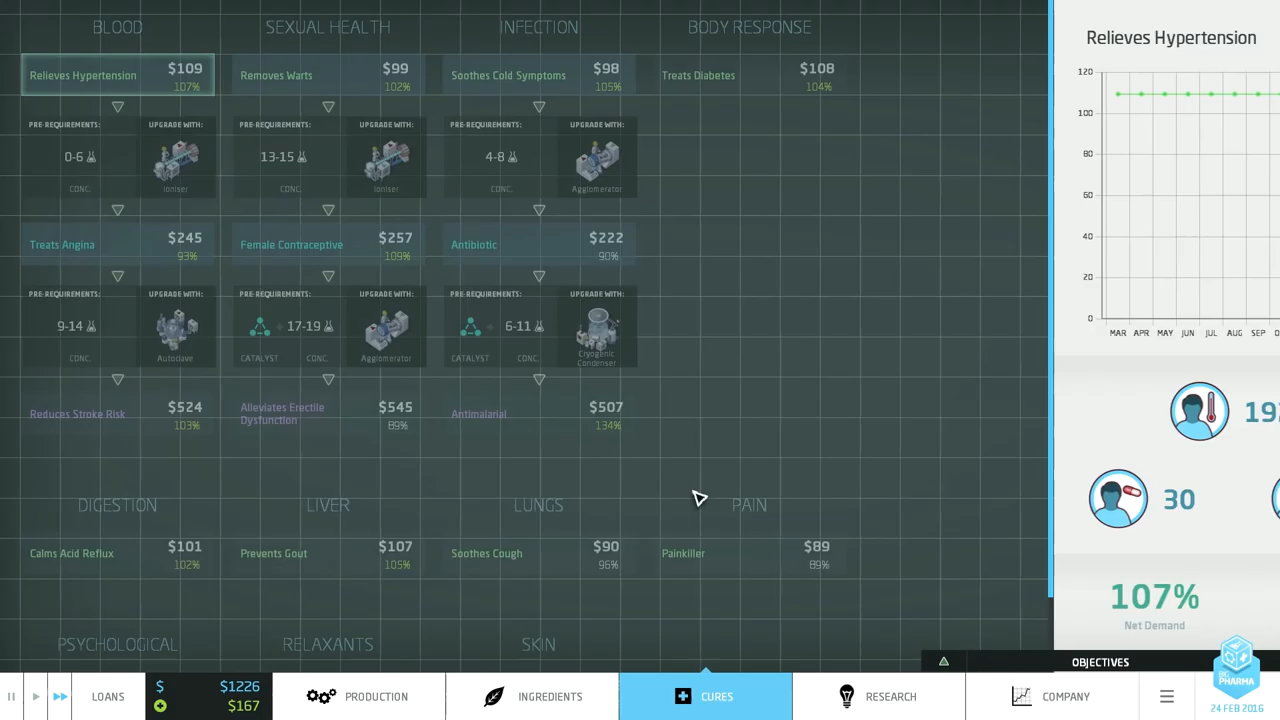 BLOOD SEXUAL HEALTH INFECTION BODY RESPONSE
Relieves Hypertension $109 107%
Removes Warts $99 102%
Soothes Cold Symptoms $98 105%
Treats Diabetes $108 104%
PRE-REQUIREMENTS: UPGRADE WITH: PRE-REQUIREMENTS: UPGRADE WITH: PRE-REQUIREMENTS: UPGRADE WITH:
0-6 13-15 4-8
CONC. Ioniser CONC. Ioniser CONC. Agglomerator
Treats Angina $245 93%
Female Contraceptive $257 109%
Antibiotic $222 90%
PRE-REQUIREMENTS: UPGRADE WITH: PRE-REQUIREMENTS: UPGRADE WITH: PRE-REQUIREMENTS: UPGRADE WITH:
9-14 + 17-19 + 6-11
CONC. Autoclave CATALYST CONC. Agglomerator CATALYST CONC. Cryogenic Condenser
Reduces Stroke Risk $524 103%
Alleviates Erectile Dysfunction $545 89%
Antimalarial $507 134%
DIGESTION LIVER LUNGS PAIN
Calms Acid Reflux $101 102%
Prevents Gout $107 105%
Soothes Cough $90 96%
Painkiller $89 89%
PSYCHOLOGICAL RELAXANTS SKIN
Relieves Hypertension
120
100
80
60
40
20
0
MAR APR MAY JUN JUL AUG SEP
30
107%
Net Demand
OBJECTIVES
LOANS
$ $1226
$167
PRODUCTION INGREDIENTS CURES RESEARCH COMPANY
BIG PHARMA
24 FEB 2016